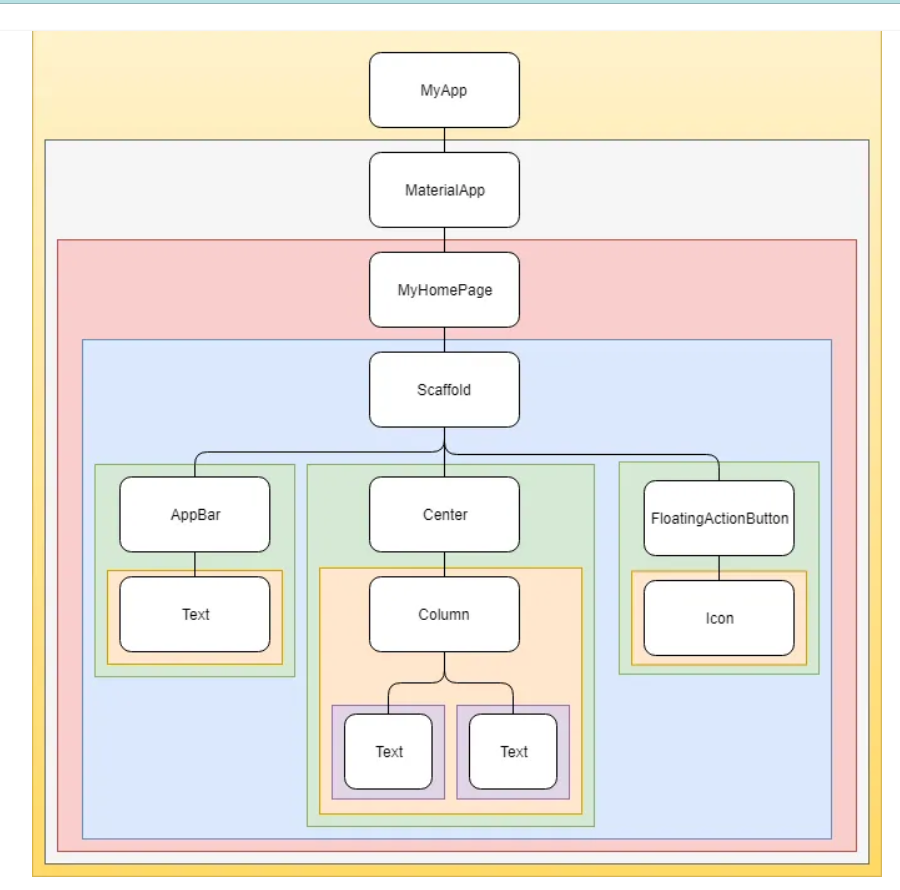 MyApp
MaterialApp
MyHomePage
Scaffold
AppBar
Center
FloatingActionButton
Text
Column
Icon
Text
Text